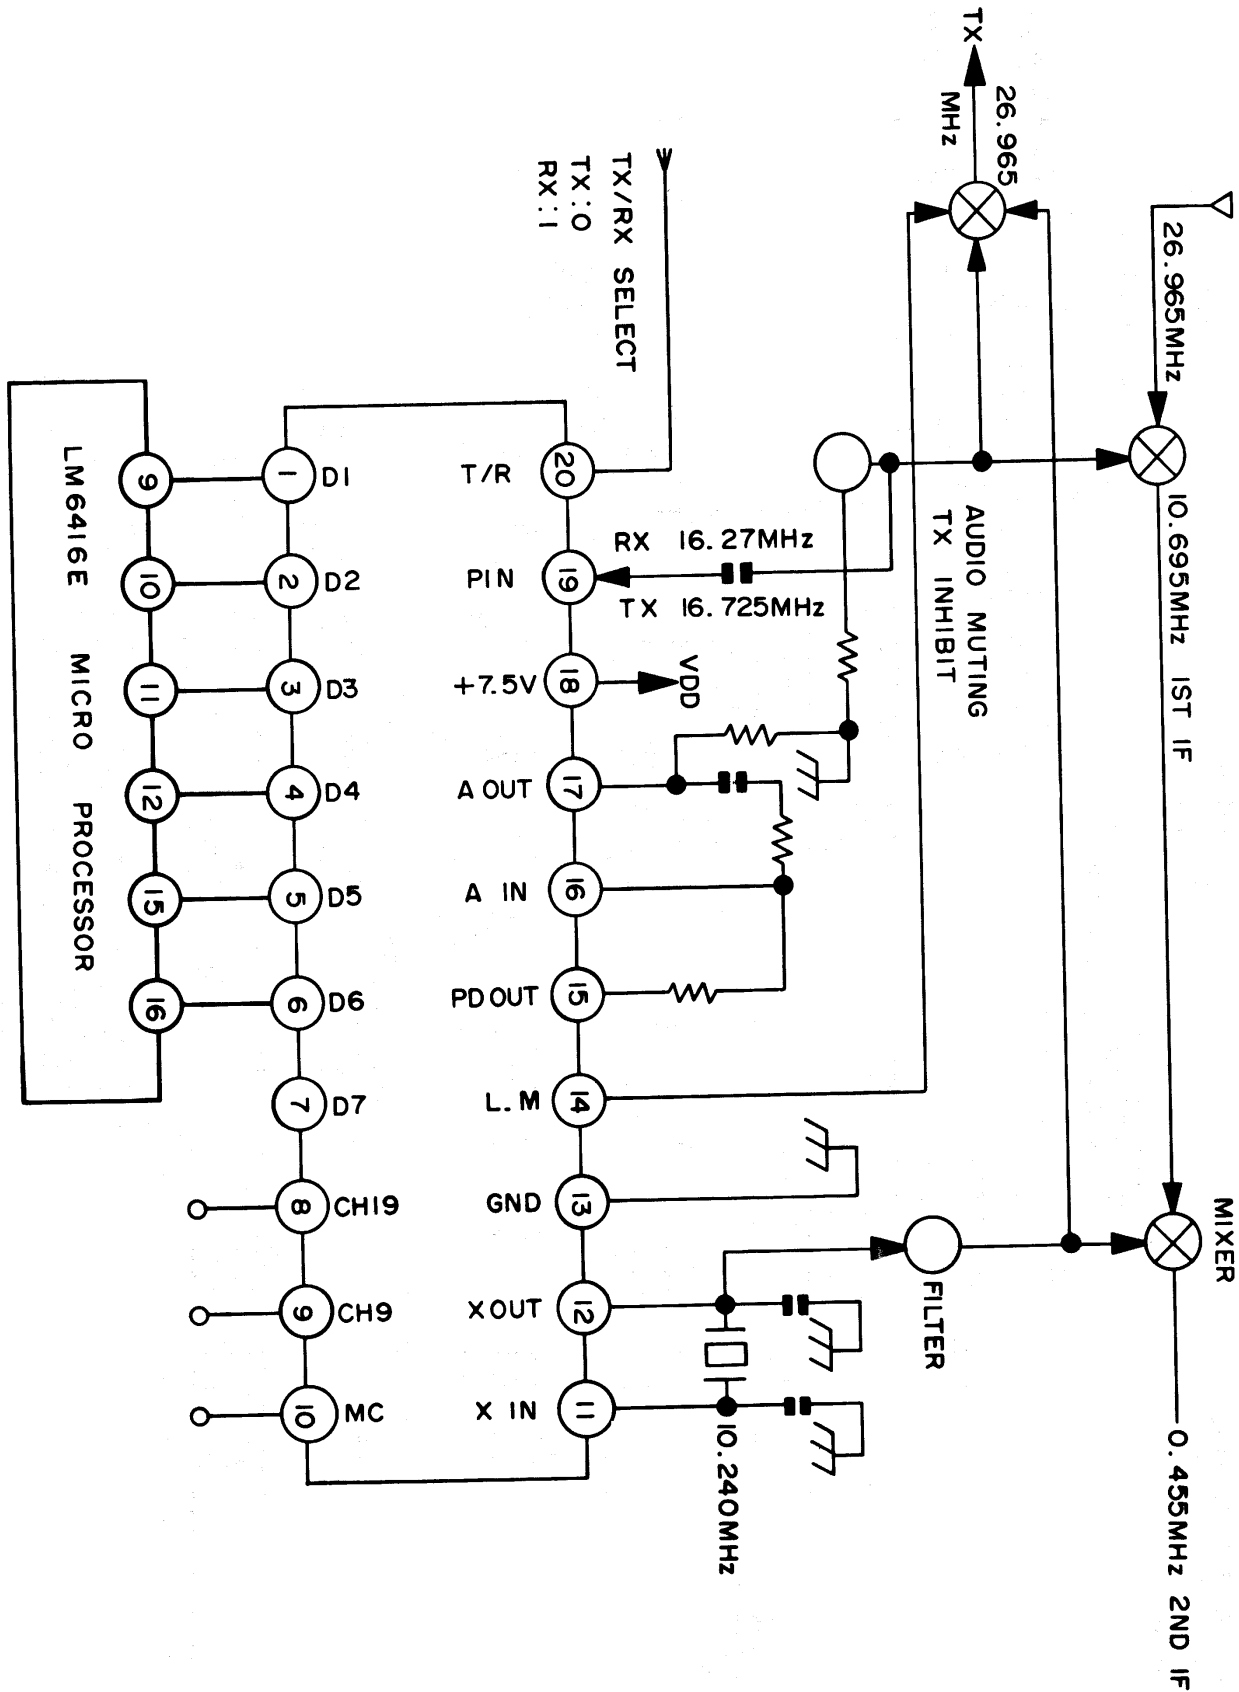 TX
26.965
MHz
26.965MHz
10.695MHz 1ST IF
MIXER
0.455MHz 2ND IF
TX/RX SELECT
TX:0
RX:1
AUDIO MUTING
TX INHIBIT
RX 16.27MHz
TX 16.725MHz
VDD
FILTER
10.240MHz
20
T/R
19
PIN
18
+7.5V
17
A OUT
16
A IN
15
PD OUT
14
L.M
13
GND
12
X OUT
11
X IN
1
D1
2
D2
3
D3
4
D4
5
D5
6
D6
7
D7
8
CH19
9
CH9
10
MC
9
10
11
12
15
16
LM6416E MICRO PROCESSOR